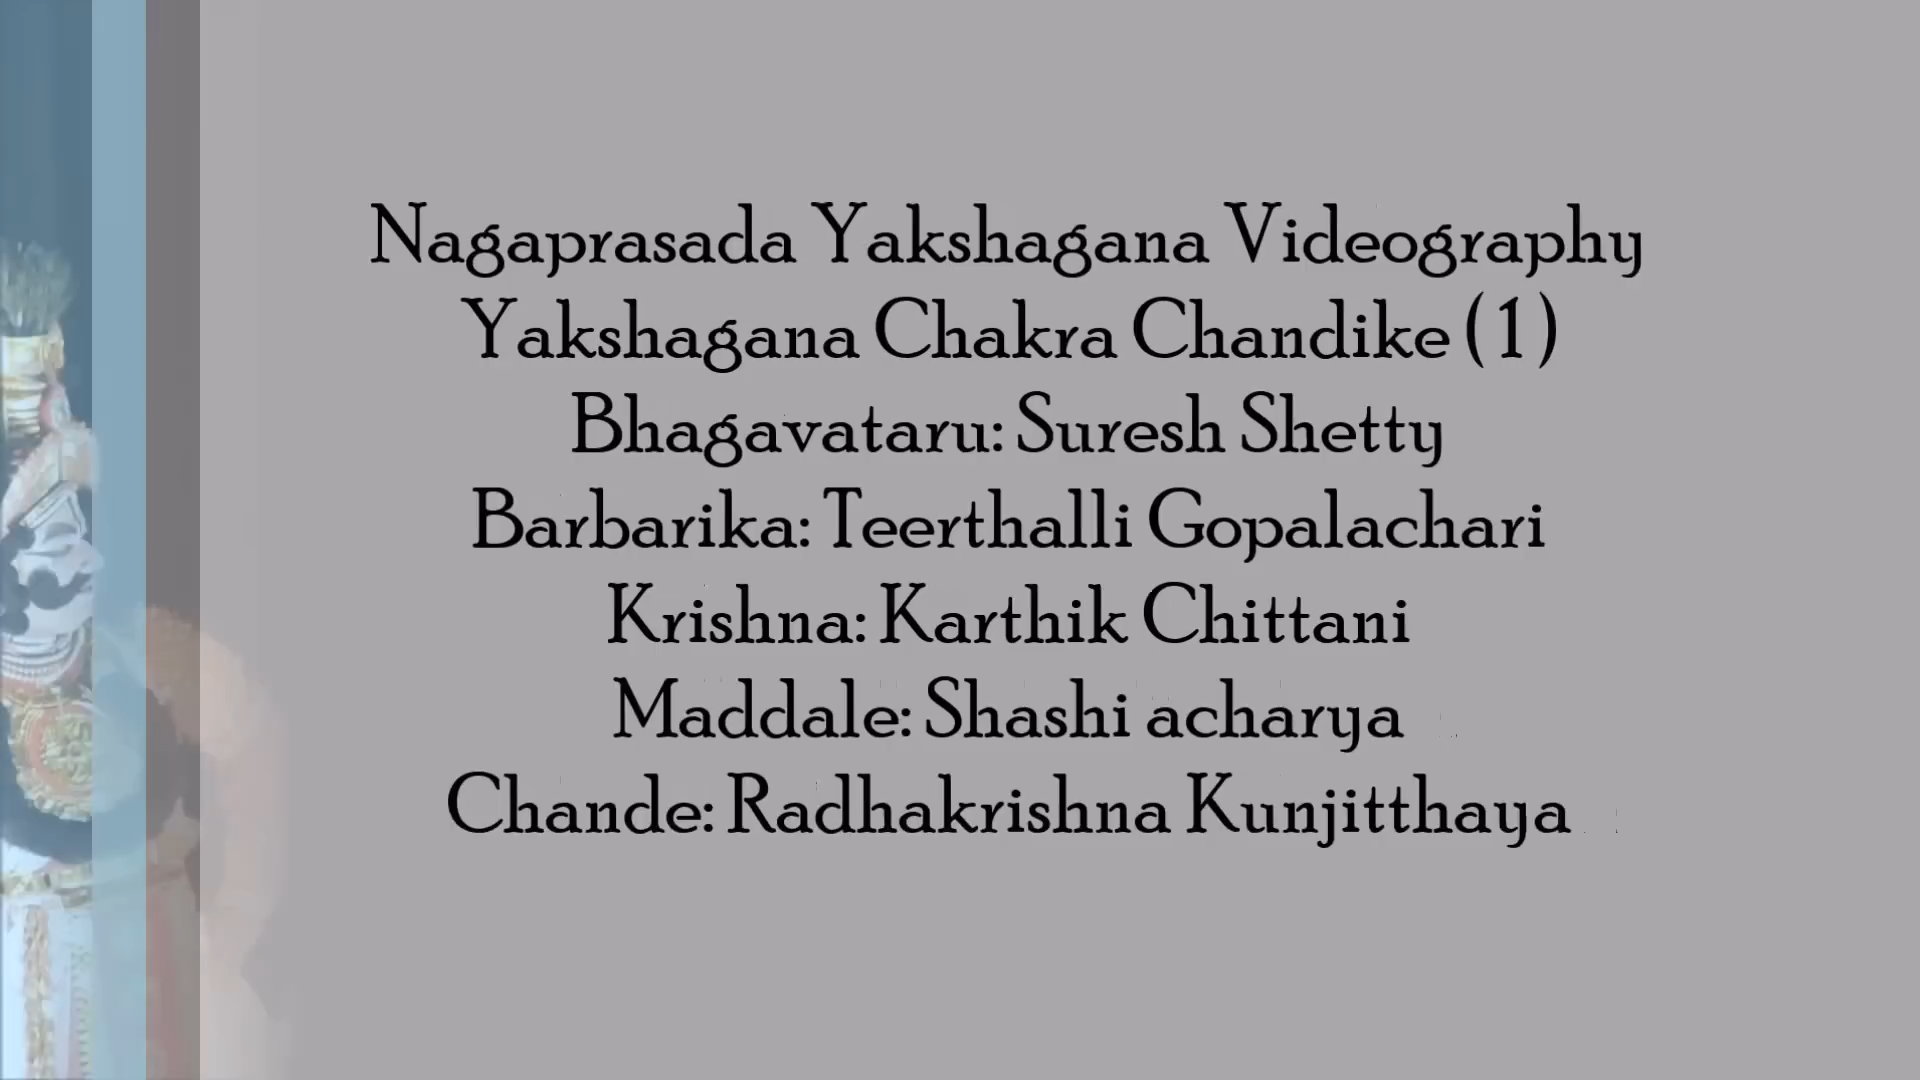 Nagaprasada Yakshagana Videography
Yakshagana Chakra Chandike (1)
Bhagavataru: Suresh Shetty
Barbarika: Teerthalli Gopalachari
Krishna: Karthik Chittani
Maddale: Shashi acharya
Chande: Radhakrishna Kunjitthaya